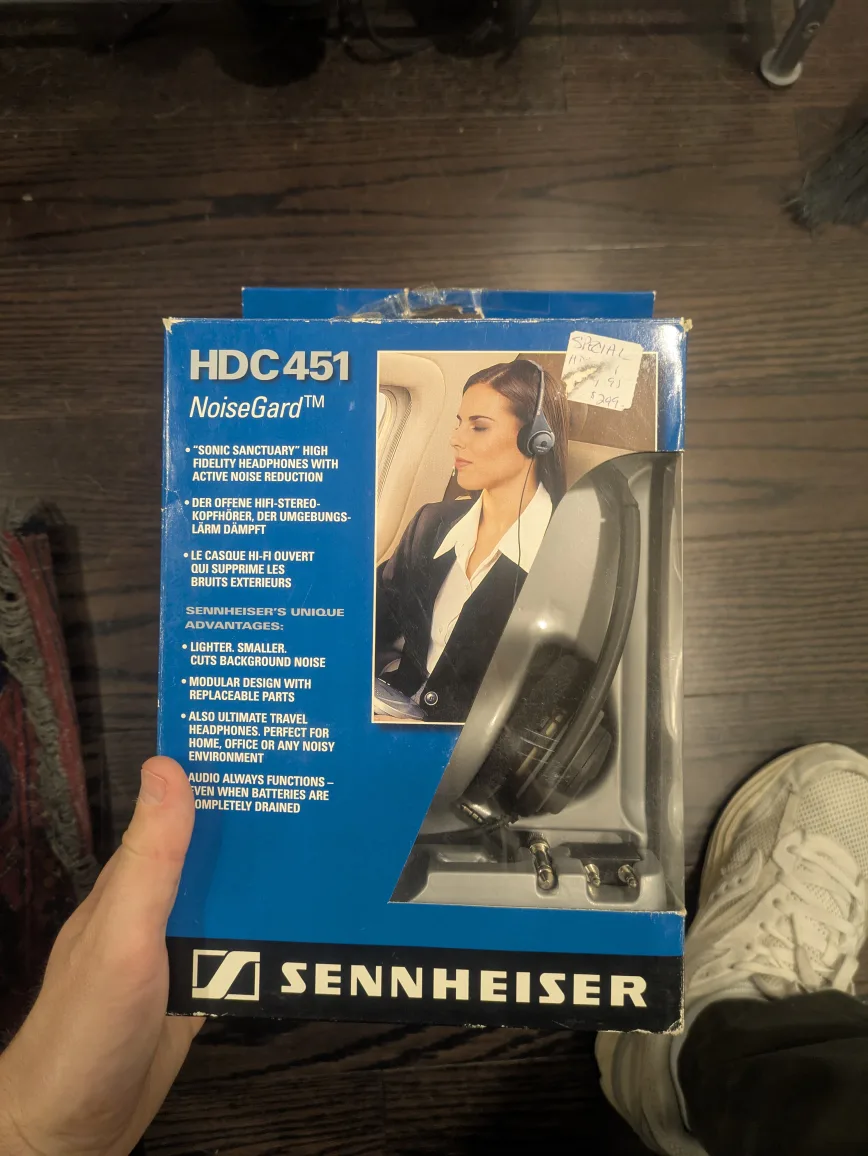 HDC 451
NoiseGard™
SPECIAL
$299.
• "SONIC SANCTUARY" HIGH
FIDELITY HEADPHONES WITH
ACTIVE NOISE REDUCTION
• DER OFFENE HIFI-STEREO-
KOPFHÖRER, DER UMGEBUNGS-
LÄRM DÄMPFT
• LE CASQUE HI-FI OUVERT
QUI SUPPRIME LES
BRUITS EXTERIEURS
SENNHEISER'S UNIQUE
ADVANTAGES:
• LIGHTER. SMALLER.
CUTS BACKGROUND NOISE
• MODULAR DESIGN WITH
REPLACEABLE PARTS
• ALSO ULTIMATE TRAVEL
HEADPHONES. PERFECT FOR
HOME, OFFICE OR ANY NOISY
ENVIRONMENT
AUDIO ALWAYS FUNCTIONS –
EVEN WHEN BATTERIES ARE
COMPLETELY DRAINED
SENNHEISER